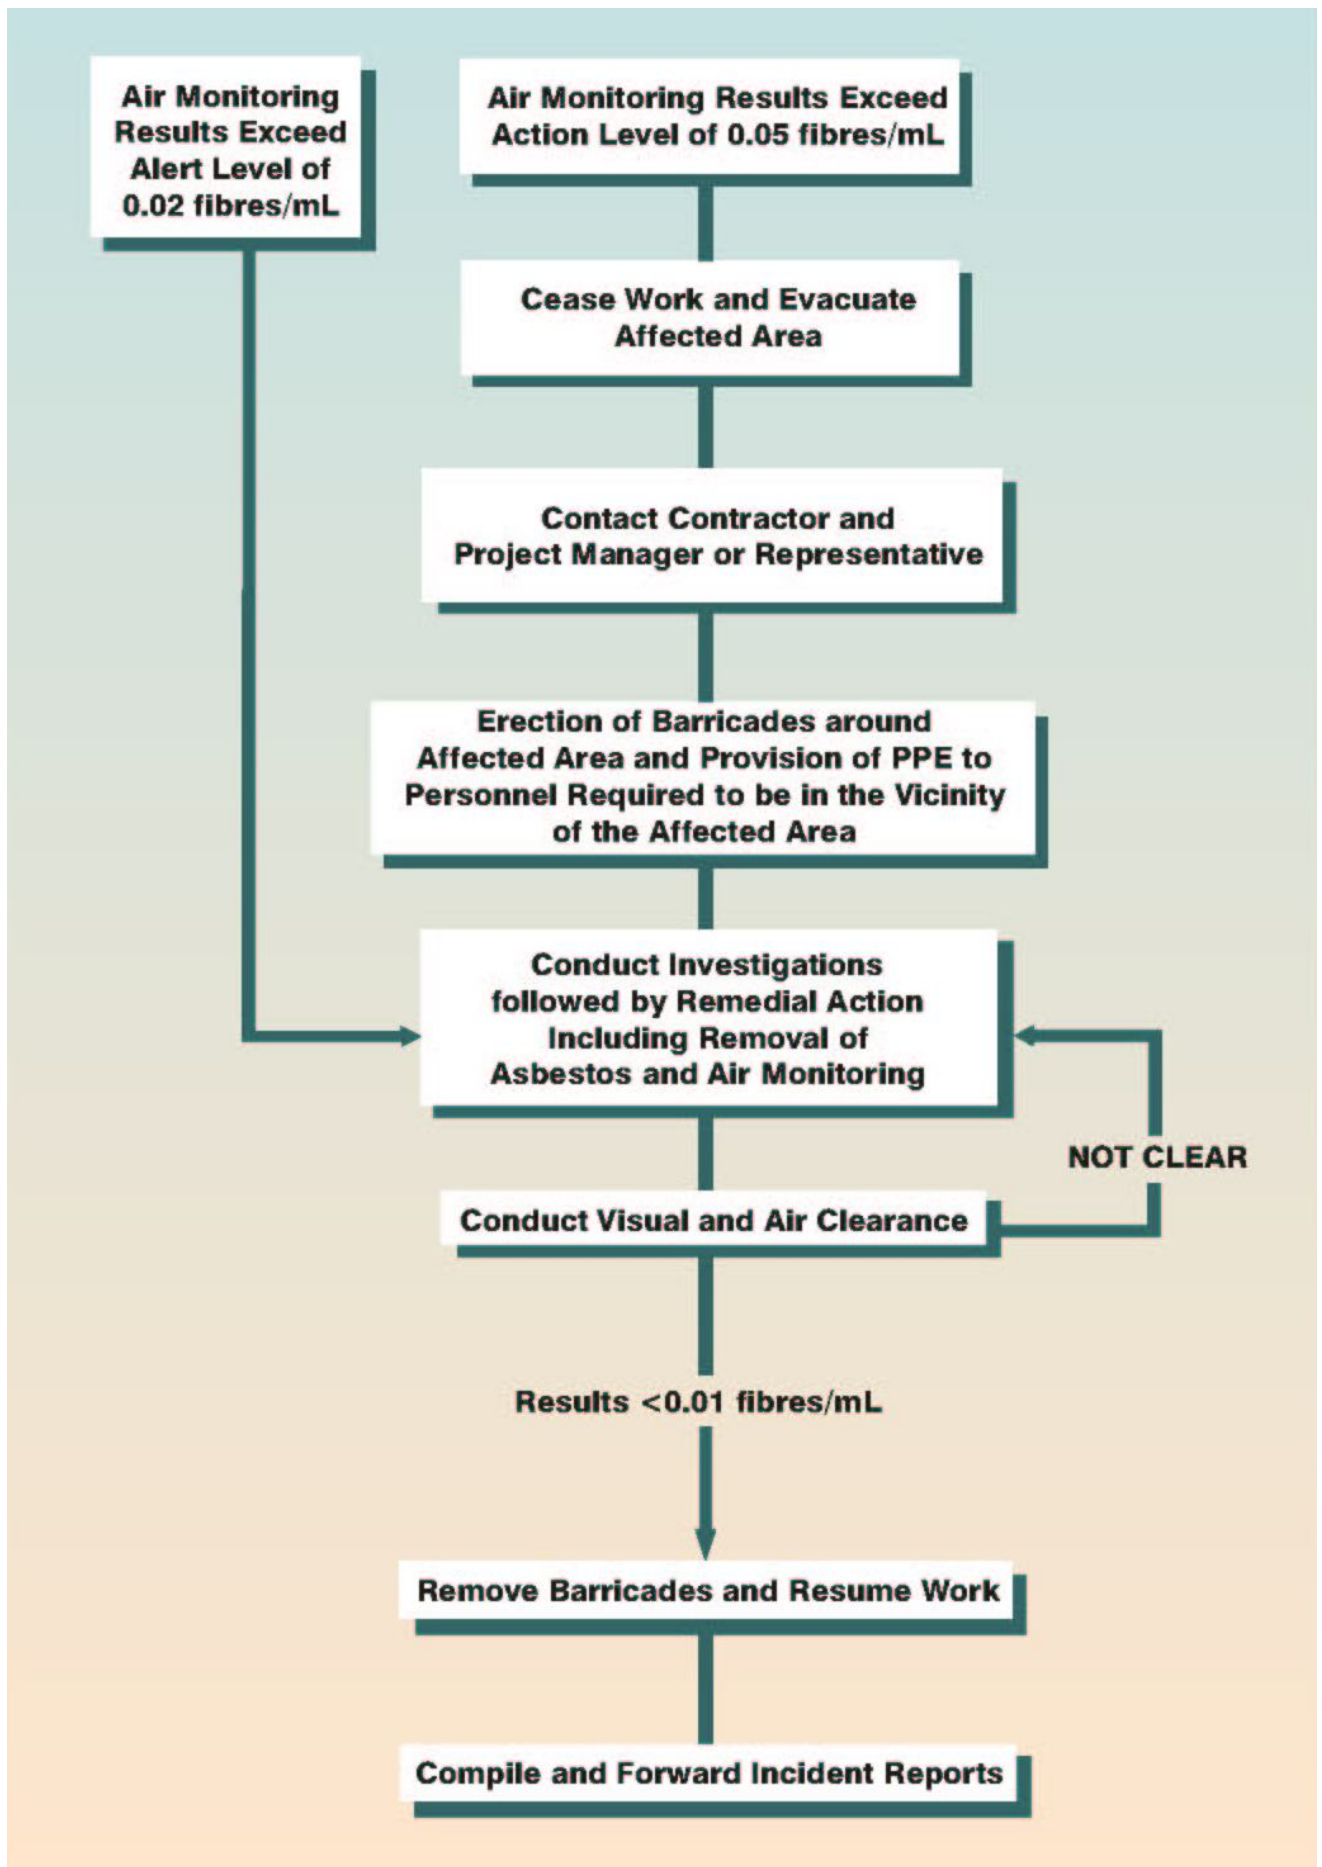 Air Monitoring
Results Exceed
Alert Level of
0.02 fibres/mL
Air Monitoring Results Exceed
Action Level of 0.05 fibres/mL
Cease Work and Evacuate
Affected Area
Contact Contractor and
Project Manager or Representative
Erection of Barricades around
Affected Area and Provision of PPE to
Personnel Required to be in the Vicinity
of the Affected Area
Conduct Investigations
followed by Remedial Action
Including Removal of
Asbestos and Air Monitoring
NOT CLEAR
Conduct Visual and Air Clearance
Results <0.01 fibres/mL
Remove Barricades and Resume Work
Compile and Forward Incident Reports